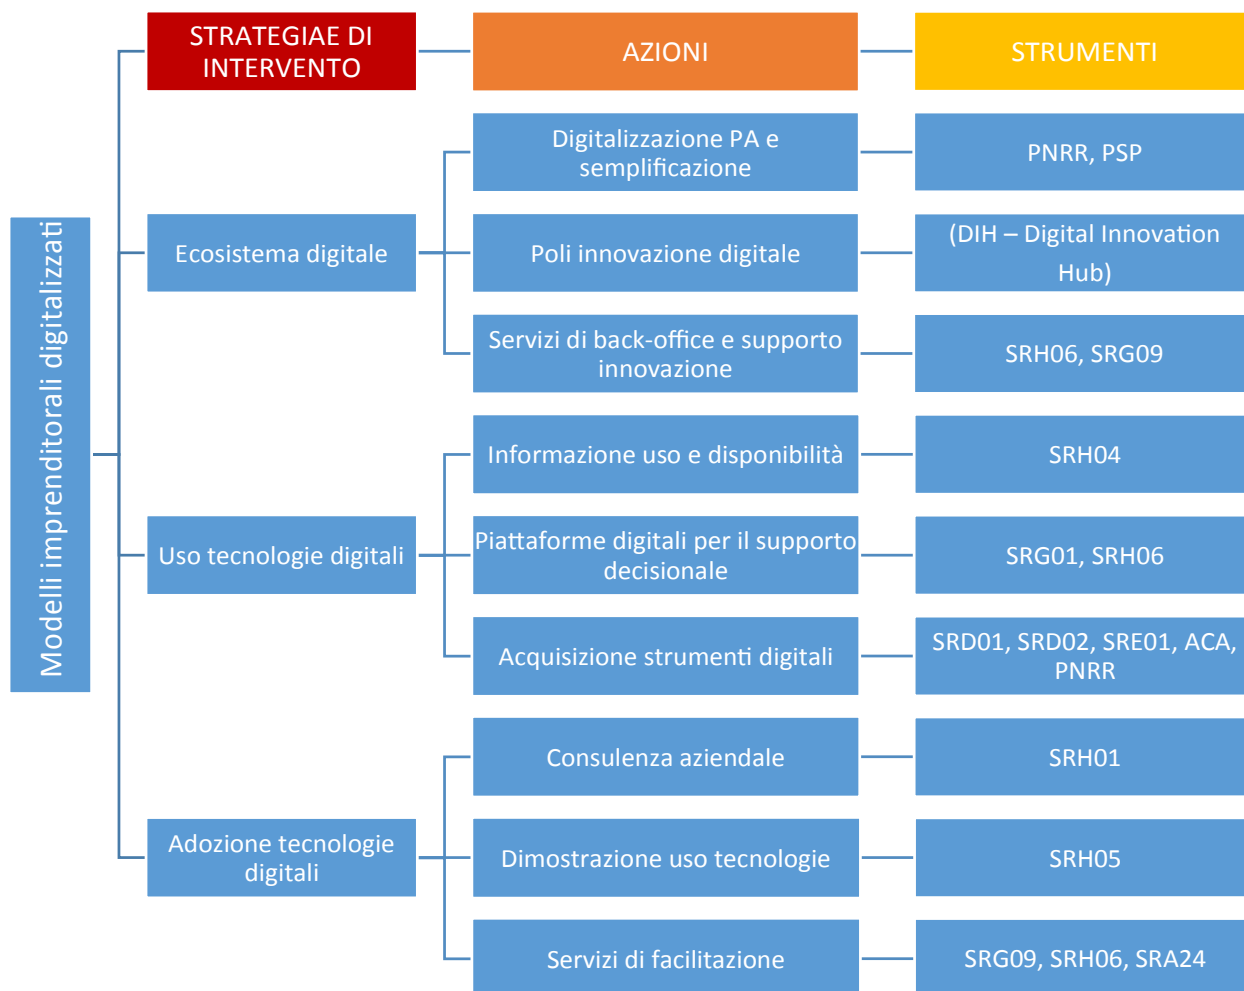 Modelli imprenditorali digitalizzati
STRATEGIAE DI
INTERVENTO
AZIONI
STRUMENTI
Ecosistema digitale
Digitalizzazione PA e
semplificazione
PNRR, PSP
Poli innovazione digitale
(DIH – Digital Innovation
Hub)
Servizi di back-office e supporto
innovazione
SRH06, SRG09
Uso tecnologie digitali
Informazione uso e disponibilità
SRH04
Piattaforme digitali per il supporto
decisionale
SRG01, SRH06
Acquisizione strumenti digitali
SRD01, SRD02, SRE01, ACA,
PNRR
Adozione tecnologie
digitali
Consulenza aziendale
SRH01
Dimostrazione uso tecnologie
SRH05
Servizi di facilitazione
SRG09, SRH06, SRA24